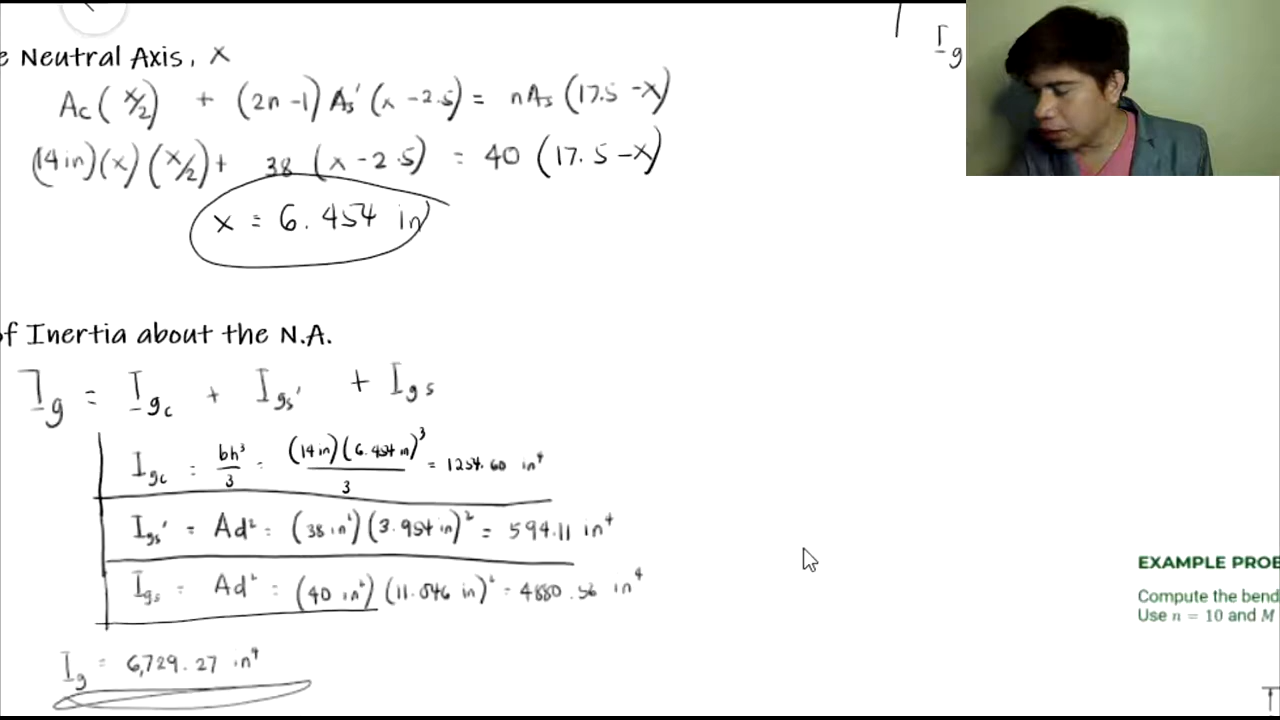 e Neutral Axis, x
Ac (x/2) + (2n - 1) As' (x - 2.5) = nAs (17.5 - x)
(14in)(x)(x/2) + 38 (x - 2.5) = 40 (17.5 - x)
x = 6.454 in
Ig
of Inertia about the N.A.
Ig = Igc + Igs' + Igs
Igc = bh³/3 = (14in)(6.454 in)³/3 = 1254.60 in⁴
Igs' = Ad² = (38 in²)(3.954 in)² = 594.11 in⁴
Igs = Ad² = (40 in²)(11.046 in)² = 4880.56 in⁴
Ig = 6,729.27 in⁴
EXAMPLE PROB
Compute the bend
Use n = 10 and M